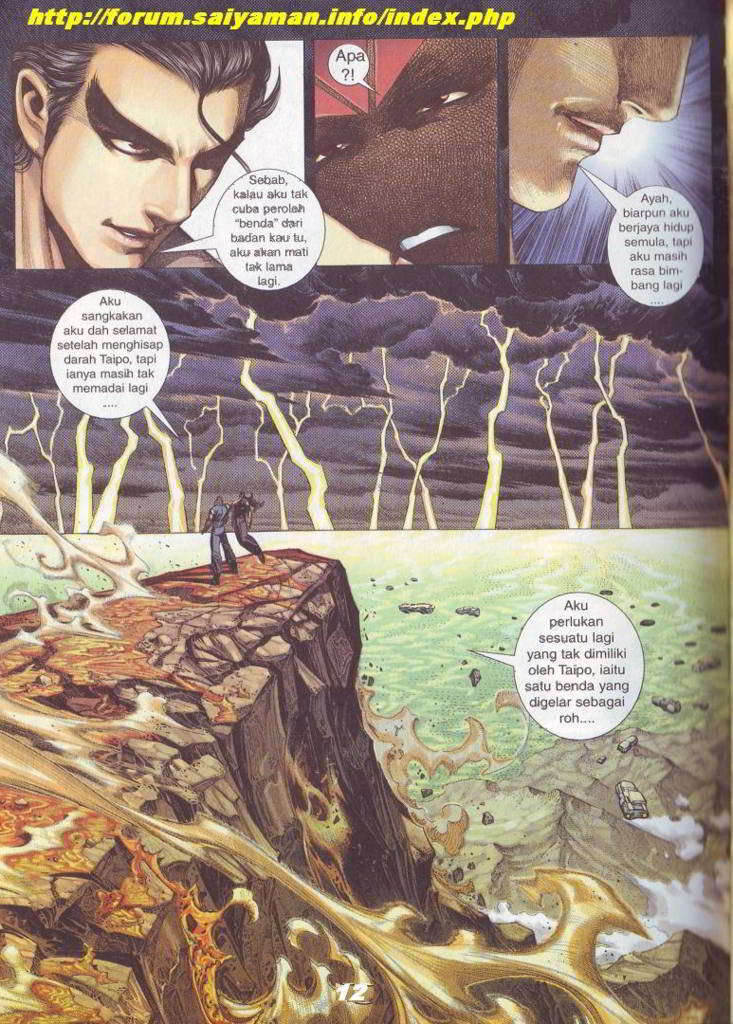 http://forum.saiyaman.info/index.php
Sebab,
kalau aku tak
cuba peroleh
"benda" dari
badan kau tu,
aku akan mati
tak lama
lagi.
Apa
?!
Ayah,
biarpun aku
berjaya hidup
semula, tapi
aku masih
rasa bim-
bang lagi
....
Aku
sangkakan
aku dah selamat
setelah menghisap
darah Taipo, tapi
ianya masih tak
memadai lagi
....
Aku
perlukan
sesuatu lagi
yang tak dimiliki
oleh Taipo, iaitu
satu benda yang
digelar sebagai
roh....
12